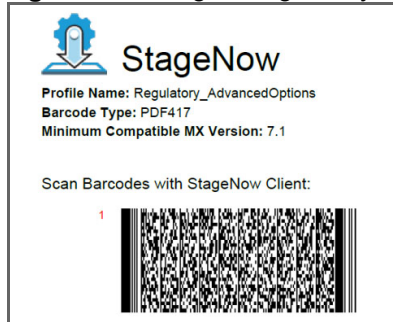 StageNow
Profile Name: Regulatory_AdvancedOptions
Barcode Type: PDF417
Minimum Compatible MX Version: 7.1
Scan Barcodes with StageNow Client:
1